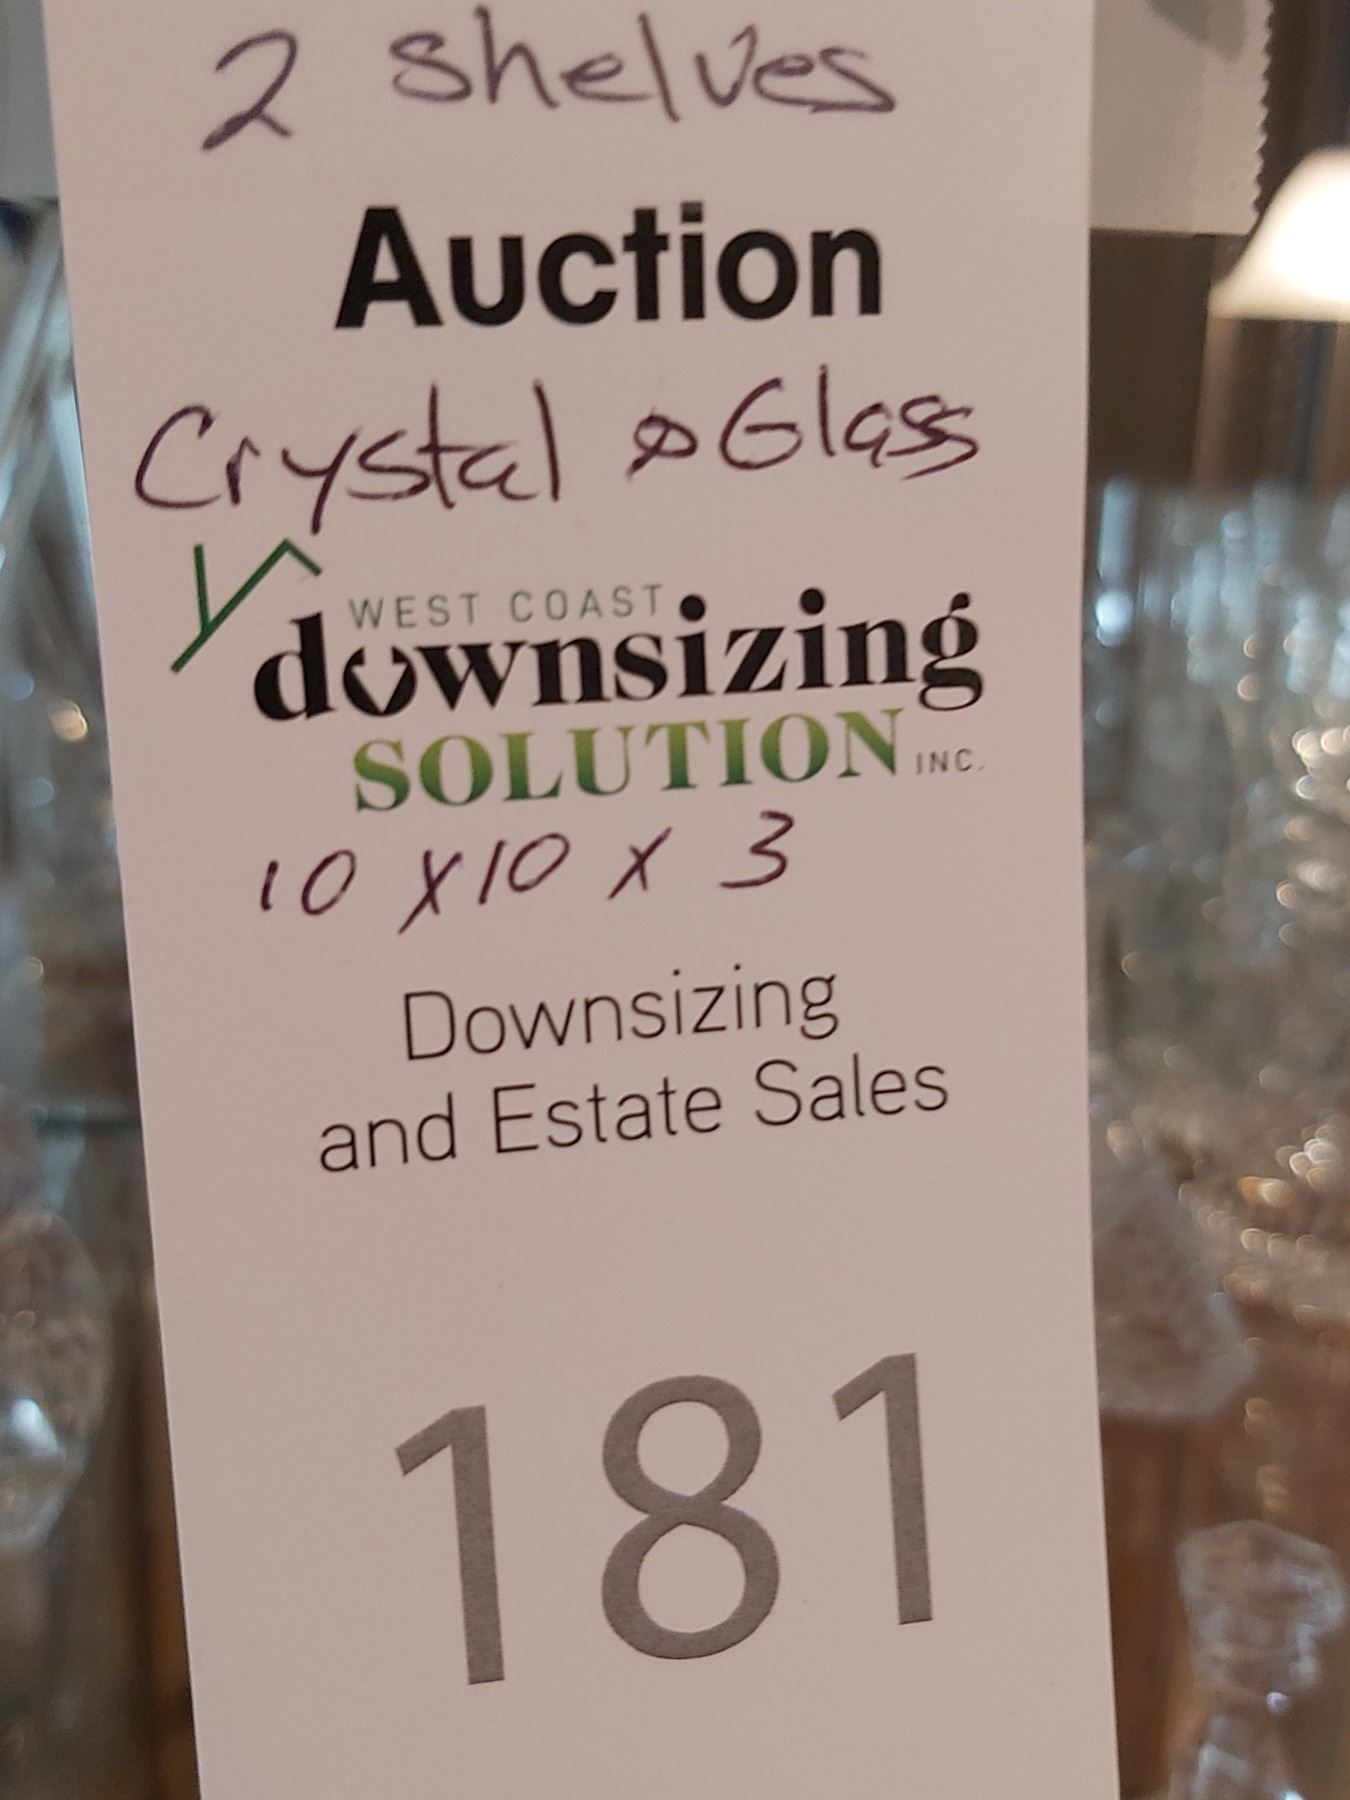 2 Shelves
Auction
Crystal & Glass
WEST COAST
downsizing
SOLUTION INC.
10 x 10 x 3
Downsizing
and Estate Sales
181